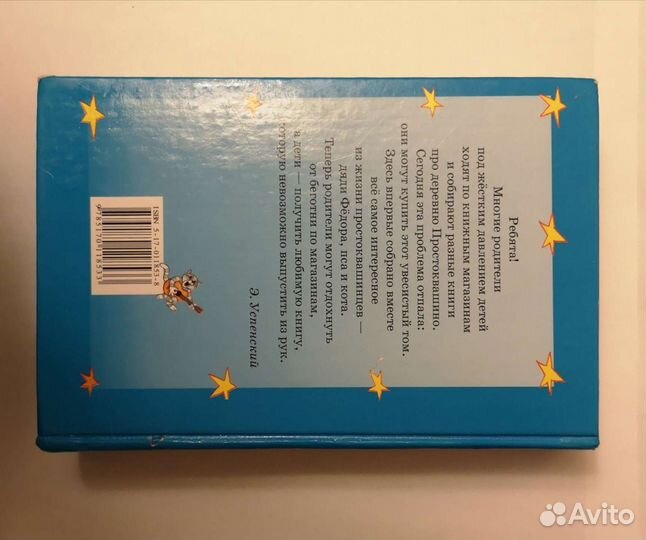 Ребята!
Многие родители
под жёстким давлением детей
ходят по книжным магазинам
и собирают разные книги
про деревню Простоквашино.
Сегодня эта проблема отпала:
они могут купить этот увесистый том.
Здесь впервые собрано вместе
всё самое интересное
из жизни простоквашинцев —
дяди Фёдора, пса и кота.
Теперь родители могут отдохнуть
от беготни по магазинам,
а дети — получить любимую книгу,
которую невозможно выпустить из рук.
Э. Успенский
ISBN 5-17-011853-8
9785170118533
Avito